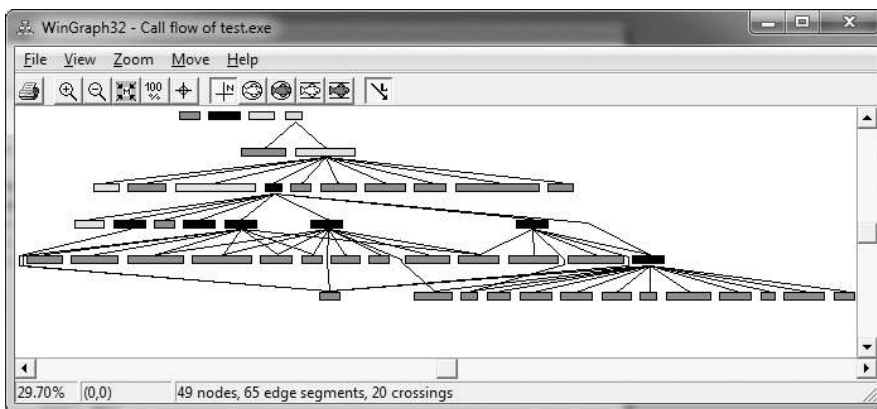 WinGraph32 - Call flow of test.exe
File View Zoom Move Help
M 100 % N
29.70% (0,0) 49 nodes, 65 edge segments, 20 crossings